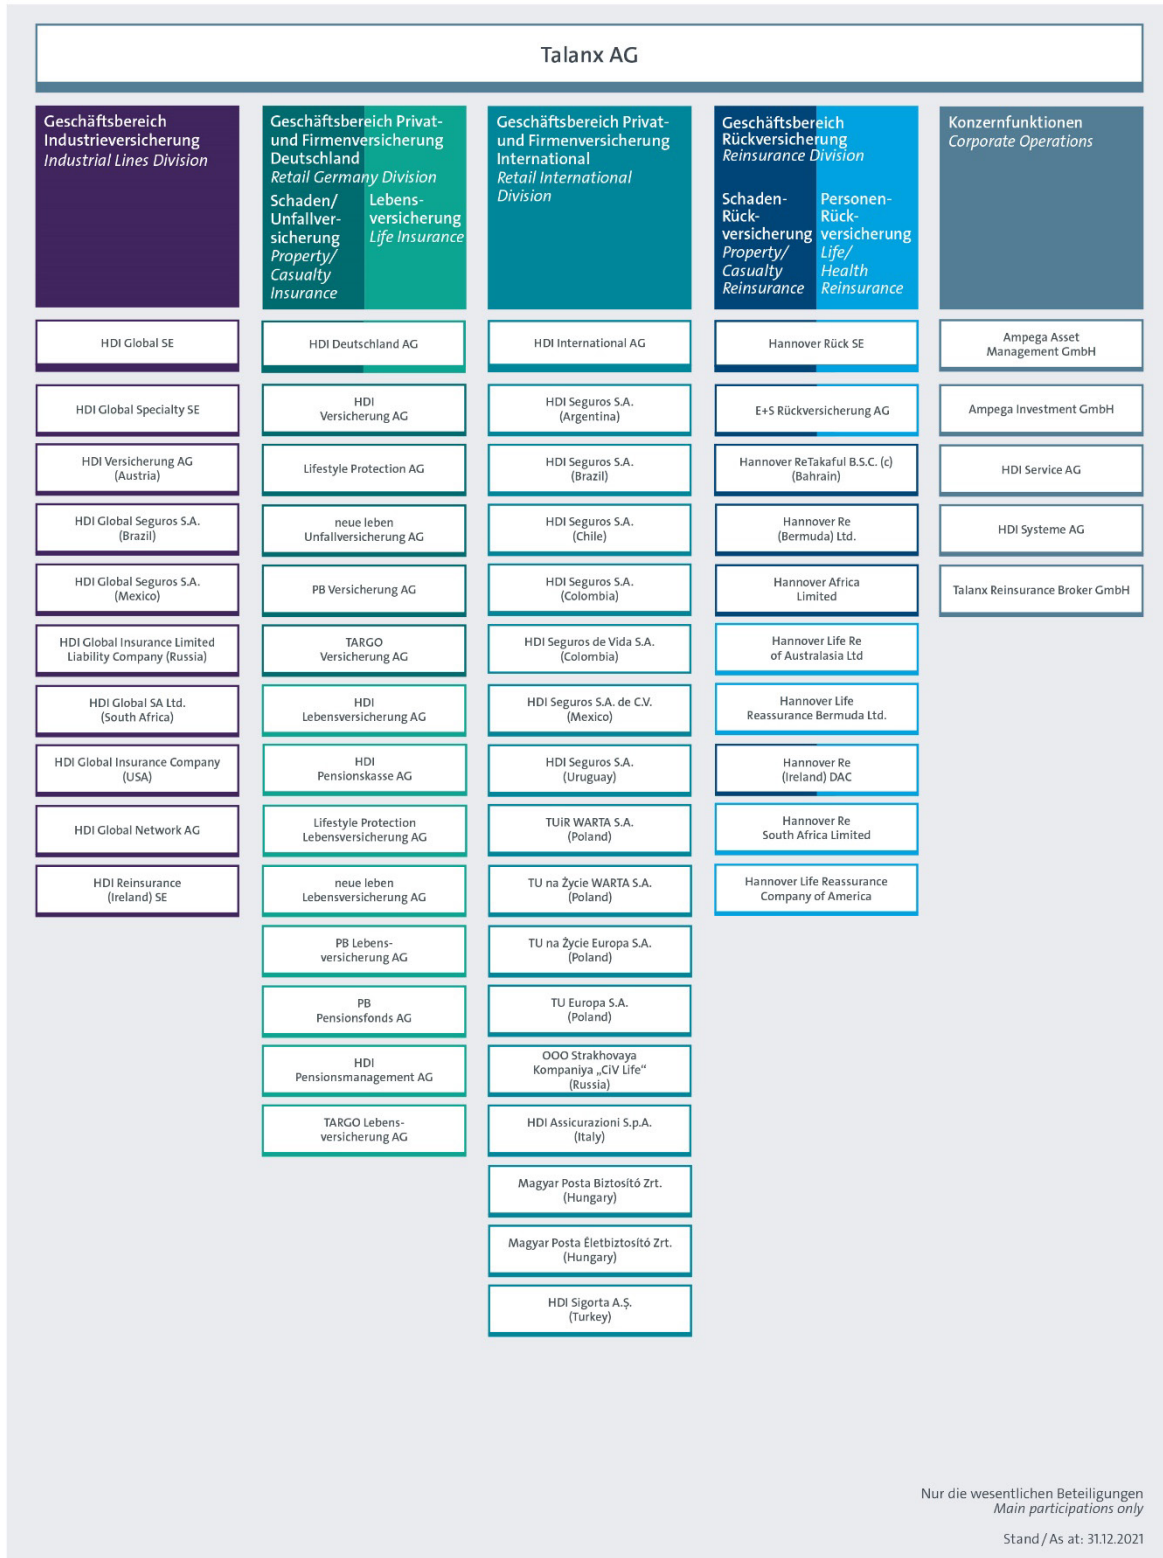 Talanx AG
Geschäftsbereich
Industrieversicherung
Industrial Lines Division
HDI Global SE
HDI Global Specialty SE
HDI Versicherung AG
(Austria)
HDI Global Seguros S.A.
(Brazil)
HDI Global Seguros S.A.
(Mexico)
HDI Global Insurance Limited
Liability Company (Russia)
HDI Global SA Ltd.
(South Africa)
HDI Global Insurance Company
(USA)
HDI Global Network AG
HDI Reinsurance
(Ireland) SE
Geschäftsbereich Privat-
und Firmenversicherung
Deutschland
Retail Germany Division
Schaden/
Unfallver-
sicherung
Property/
Casualty
Insurance
Lebens-
versicherung
Life Insurance
HDI Deutschland AG
HDI
Versicherung AG
Lifestyle Protection AG
neue leben
Unfallversicherung AG
PB Versicherung AG
TARGO
Versicherung AG
HDI
Lebensversicherung AG
HDI
Pensionskasse AG
Lifestyle Protection
Lebensversicherung AG
neue leben
Lebensversicherung AG
PB Lebens-
versicherung AG
PB
Pensionsfonds AG
HDI
Pensionsmanagement AG
TARGO Lebens-
versicherung AG
Geschäftsbereich Privat-
und Firmenversicherung
International
Retail International
Division
HDI International AG
HDI Seguros S.A.
(Argentina)
HDI Seguros S.A.
(Brazil)
HDI Seguros S.A.
(Chile)
HDI Seguros S.A.
(Colombia)
HDI Seguros de Vida S.A.
(Colombia)
HDI Seguros S.A. de C.V.
(Mexico)
HDI Seguros S.A.
(Uruguay)
TUiR WARTA S.A.
(Poland)
TU na Życie WARTA S.A.
(Poland)
TU na Życie Europa S.A.
(Poland)
TU Europa S.A.
(Poland)
OOO Strakhovaya
Kompaniya „CiV Life“
(Russia)
HDI Assicurazioni S.p.A.
(Italy)
Magyar Posta Biztosító Zrt.
(Hungary)
Magyar Posta Életbiztosító Zrt.
(Hungary)
HDI Sigorta A.Ş.
(Turkey)
Geschäftsbereich
Rückversicherung
Reinsurance Division
Schaden-
Rück-
versicherung
Property/
Casualty
Reinsurance
Personen-
Rück-
versicherung
Life/
Health
Reinsurance
Hannover Rück SE
E+S Rückversicherung AG
Hannover ReTakaful B.S.C. (c)
(Bahrain)
Hannover Re
(Bermuda) Ltd.
Hannover Africa
Limited
Hannover Life Re
of Australasia Ltd
Hannover Life
Reassurance Bermuda Ltd.
Hannover Re
(Ireland) DAC
Hannover Re
South Africa Limited
Hannover Life Reassurance
Company of America
Konzernfunktionen
Corporate Operations
Ampega Asset
Management GmbH
Ampega Investment GmbH
HDI Service AG
HDI Systeme AG
Talanx Reinsurance Broker GmbH
Nur die wesentlichen Beteiligungen
Main participations only
Stand / As at: 31.12.2021